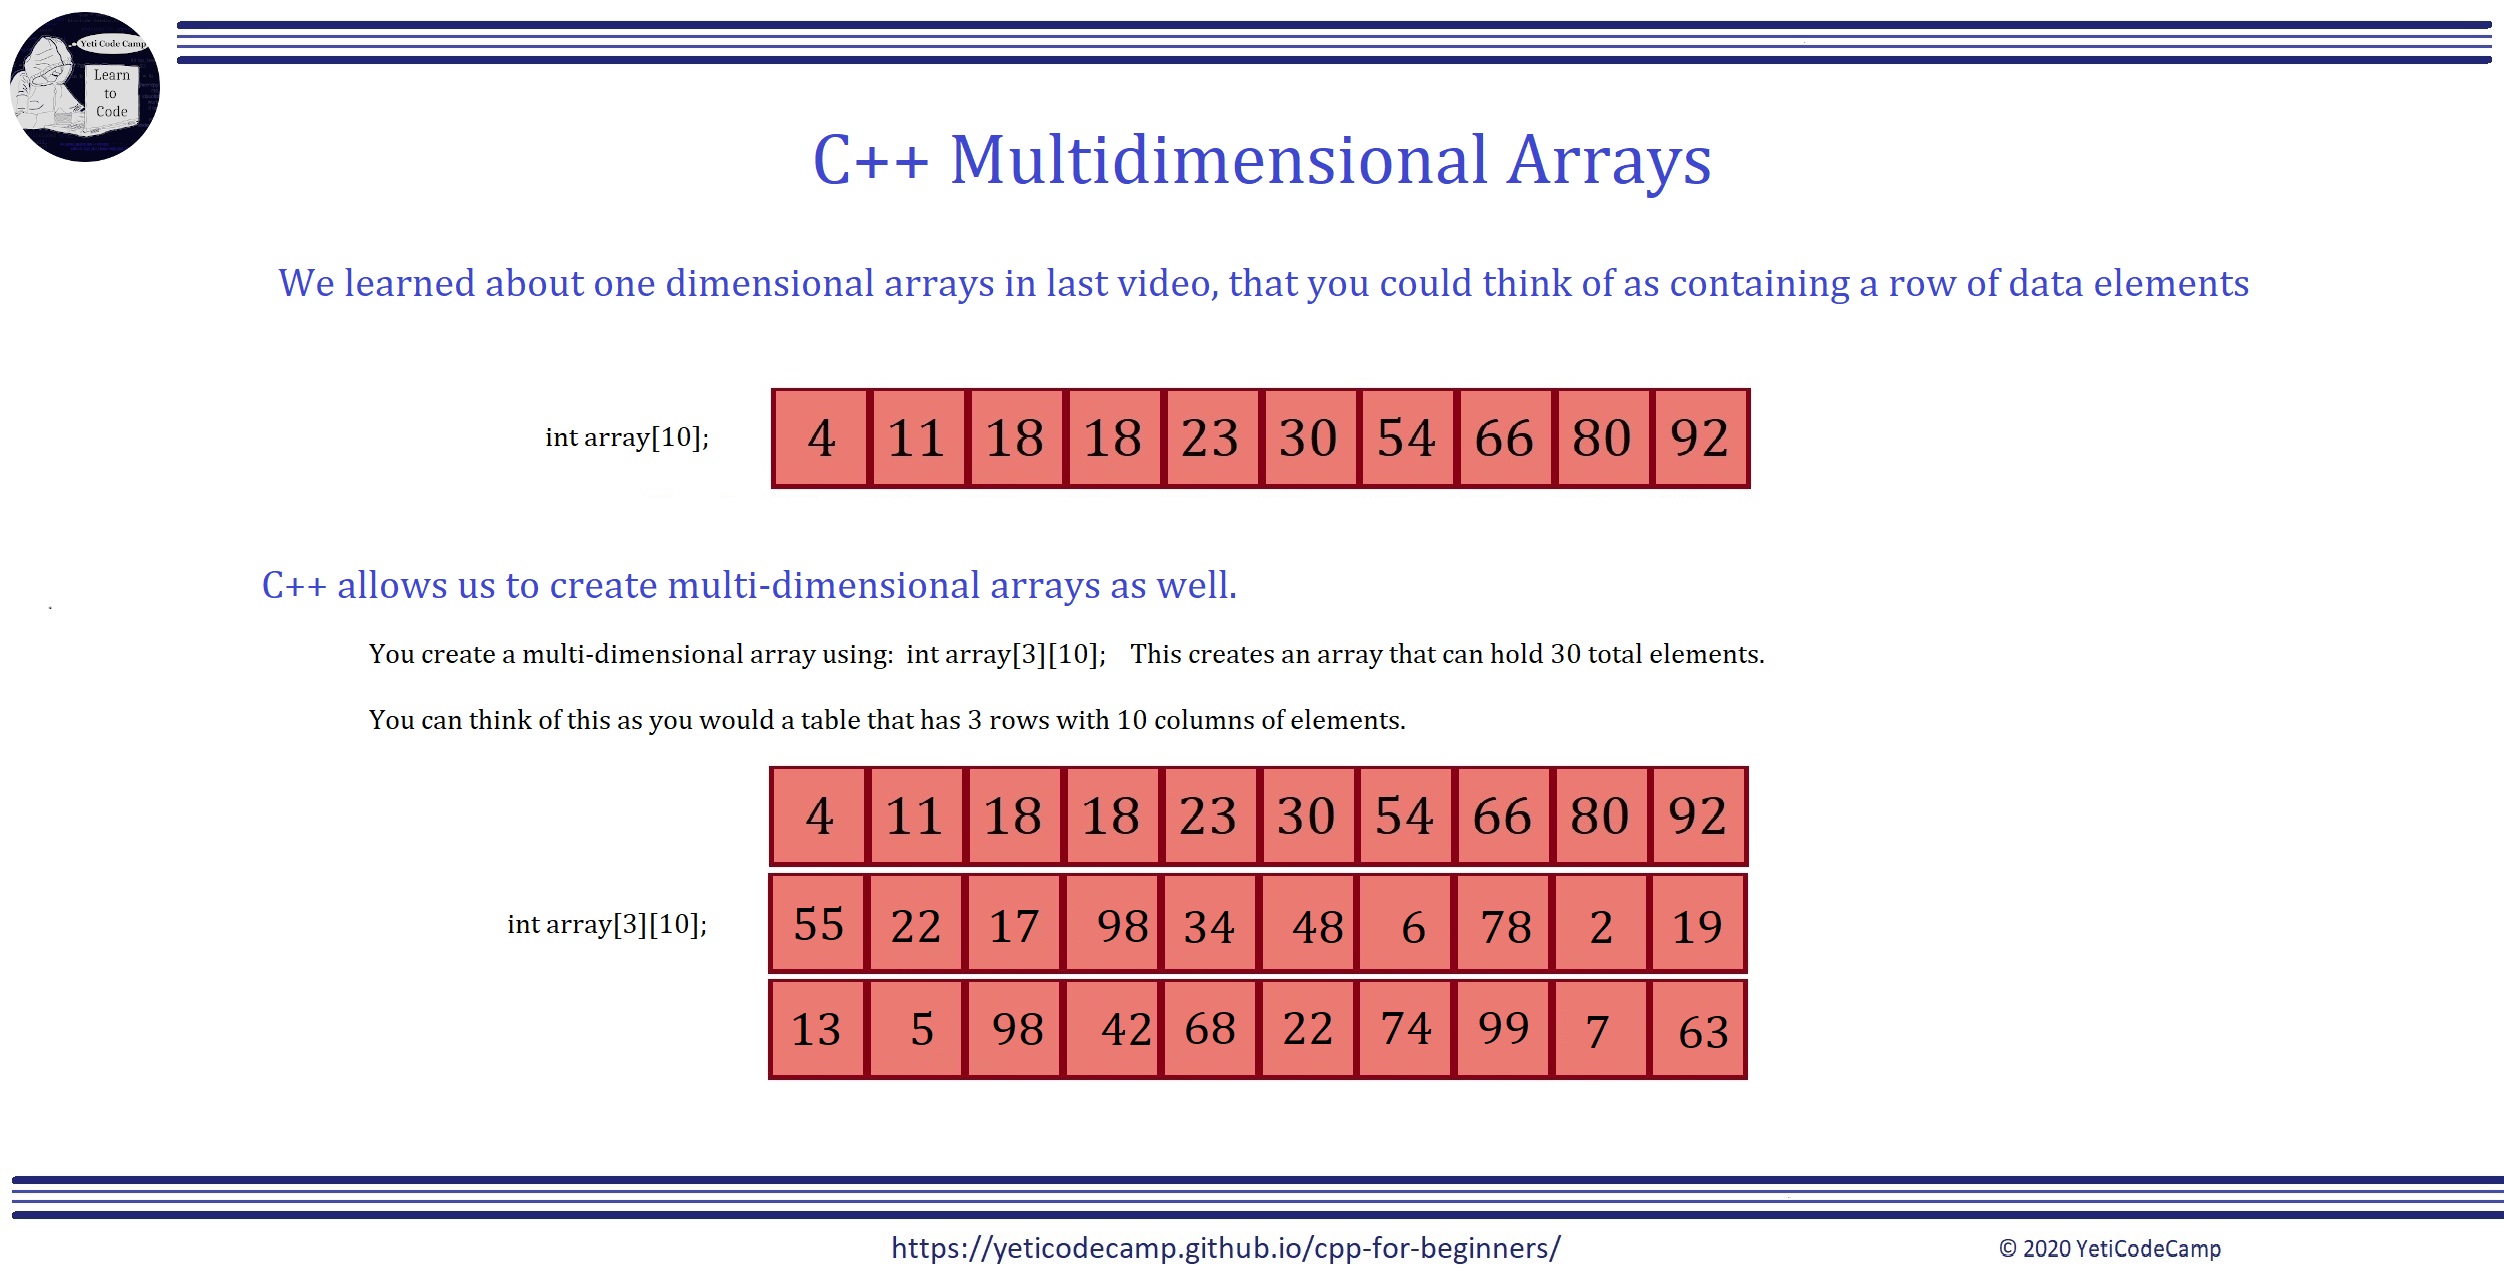 Yeti Code Camp
Learn
to
Code
C++ Multidimensional Arrays
We learned about one dimensional arrays in last video, that you could think of as containing a row of data elements
int array[10]; 4 11 18 18 23 30 54 66 80 92
C++ allows us to create multi-dimensional arrays as well.
You create a multi-dimensional array using: int array[3][10]; This creates an array that can hold 30 total elements.
You can think of this as you would a table that has 3 rows with 10 columns of elements.
4 11 18 18 23 30 54 66 80 92
int array[3][10]; 55 22 17 98 34 48 6 78 2 19
13 5 98 42 68 22 74 99 7 63
https://yeticodecamp.github.io/cpp-for-beginners/ © 2020 YetiCodeCamp